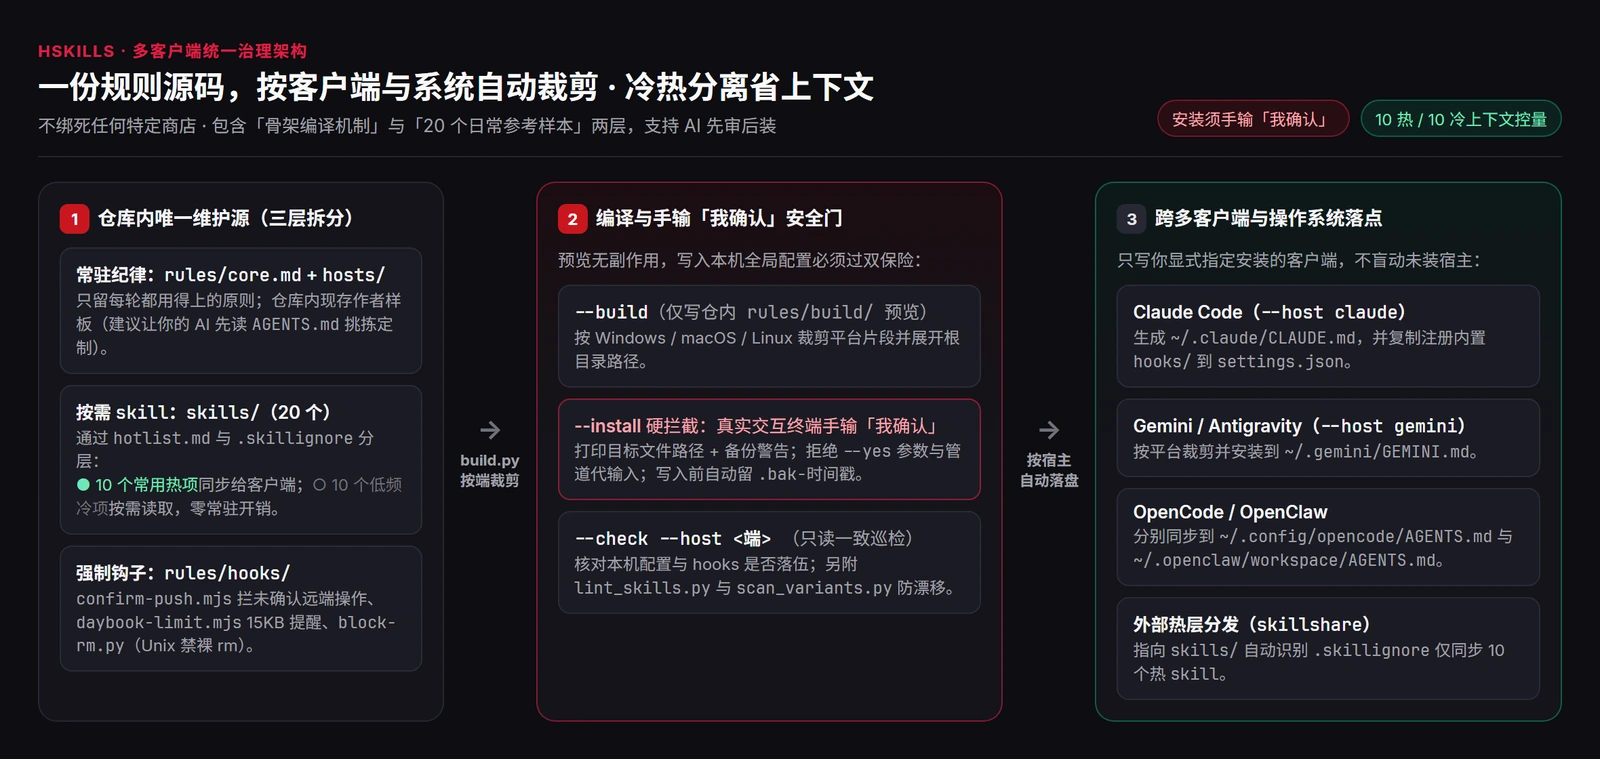 HSKILLS · 多客户端统一治理架构
一份规则源码，按客户端与系统自动裁剪 · 冷热分离省上下文
不绑死任何特定商店 · 包含「骨架编译机制」与「20 个日常参考样本」两层，支持 AI 先审后装
安装须手输「我确认」
10 热 / 10 冷上下文控量
1 仓库内唯一维护源（三层拆分）
常驻纪律：rules/core.md + hosts/
只留每轮都用得上的原则；仓库内现存作者样
板（建议让你的 AI 先读 AGENTS.md 挑拣定
制）。
按需 skill：skills/（20 个）
通过 hotlist.md 与 .skillignore 分
层：
● 10 个常用热项同步给客户端；○ 10 个低频
冷项按需读取，零常驻开销。
强制钩子：rules/hooks/
confirm-push.mjs 拦未确认远端操作、
daybook-limit.mjs 15KB 提醒、block-
rm.py（Unix 禁裸 rm）。
→
build.py
按端裁剪
2 编译与手输「我确认」安全门
预览无副作用，写入本机全局配置必须过双保险：
--build（仅写仓内 rules/build/ 预览）
按 Windows / macOS / Linux 裁剪平台片段并展开根
目录路径。
--install 硬拦截：真实交互终端手输「我确认」
打印目标文件路径 + 备份警告；拒绝 --yes 参数与管
道代输入；写入前自动留 .bak-时间戳。
--check --host <端> （只读一致巡检）
核对本机配置与 hooks 是否落伍；另附
lint_skills.py 与 scan_variants.py 防漂移。
→
按宿主
自动落盘
3 跨多客户端与操作系统落点
只写你显式指定安装的客户端，不盲动未装宿主：
Claude Code（--host claude）
生成 ~/.claude/CLAUDE.md，并复制注册内置
hooks/ 到 settings.json。
Gemini / Antigravity（--host gemini）
按平台裁剪并安装到 ~/.gemini/GEMINI.md。
OpenCode / OpenClaw
分别同步到 ~/.config/opencode/AGENTS.md 与
~/.openclaw/workspace/AGENTS.md。
外部热层分发（skillshare）
指向 skills/ 自动识别 .skillignore 仅同步 10
个热 skill。